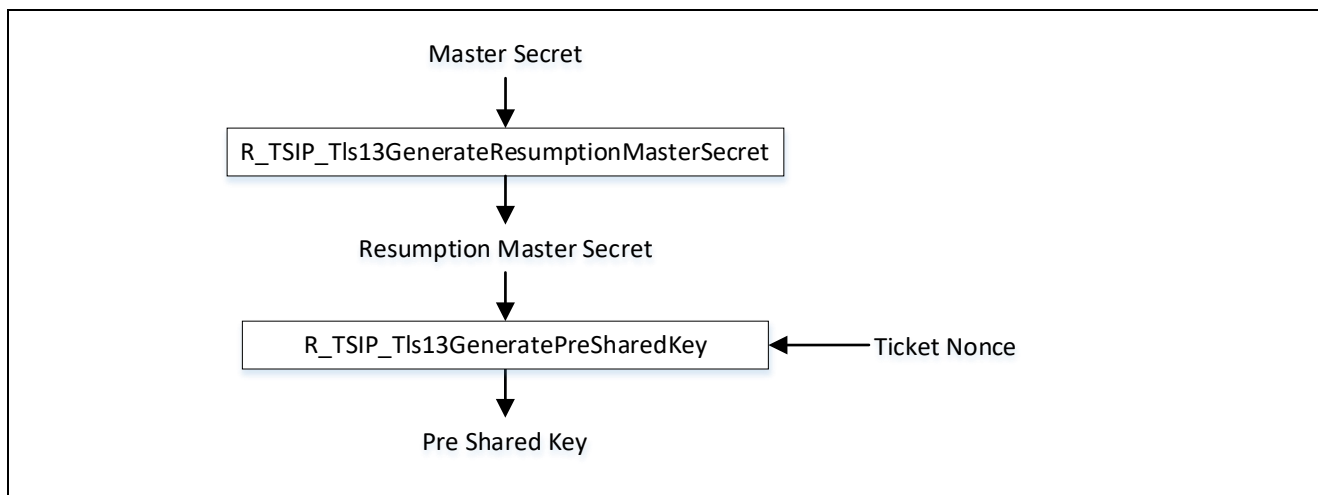 Master Secret
R_TSIP_Tls13GenerateResumptionMasterSecret
Resumption Master Secret
R_TSIP_Tls13GeneratePreSharedKey
Ticket Nonce
Pre Shared Key